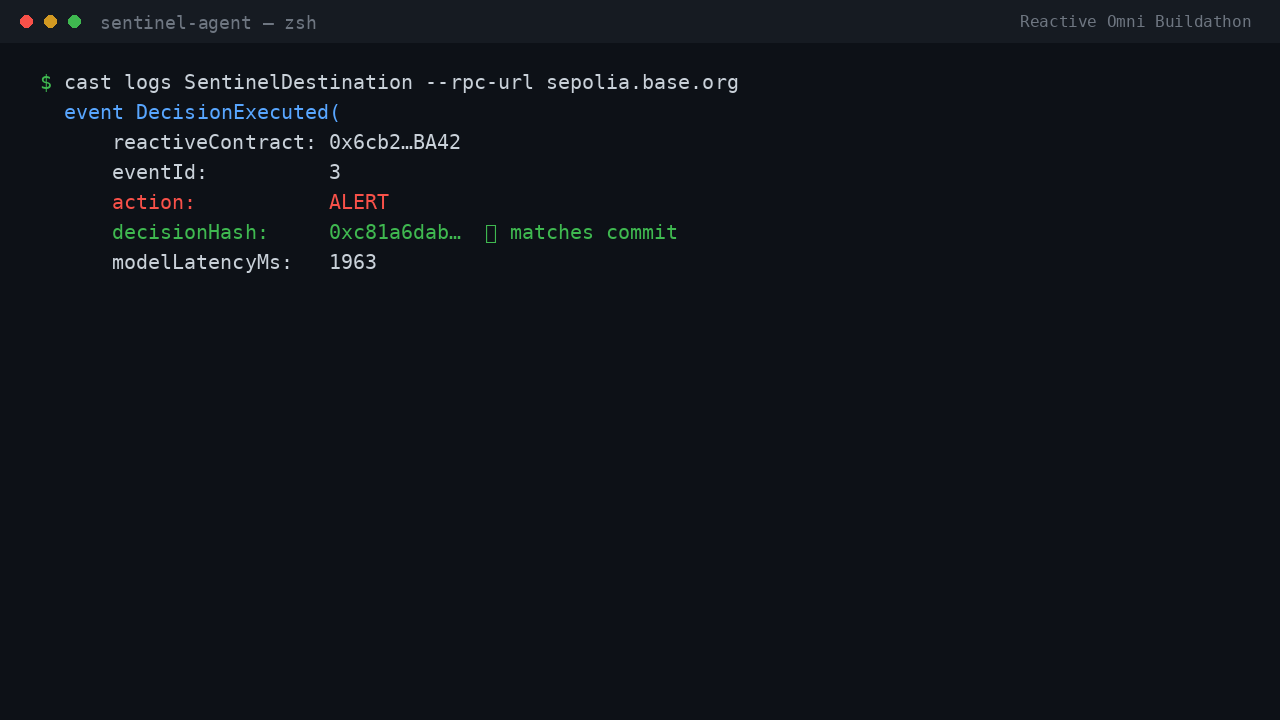 sentinel-agent — zsh
Reactive Omni Buildathon
$ cast logs SentinelDestination --rpc-url sepolia.base.org
event DecisionExecuted(
reactiveContract: 0x6cb2…BA42
eventId: 3
action: ALERT
decisionHash: 0xc81a6dab… ▯ matches commit
modelLatencyMs: 1963